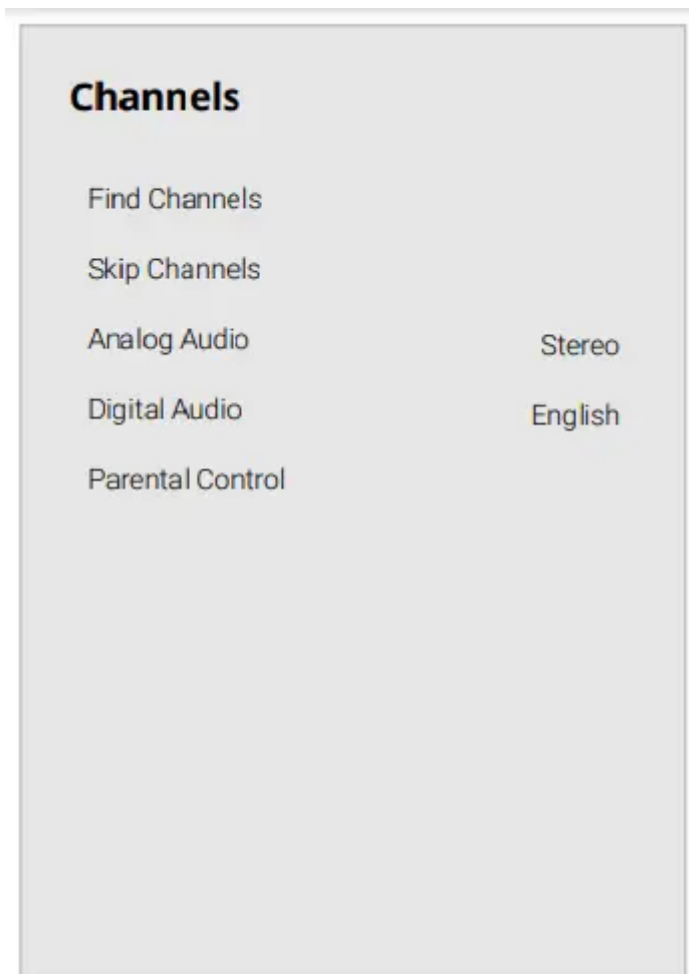 Channels
Find Channels
Skip Channels
Analog Audio Stereo
Digital Audio English
Parental Control